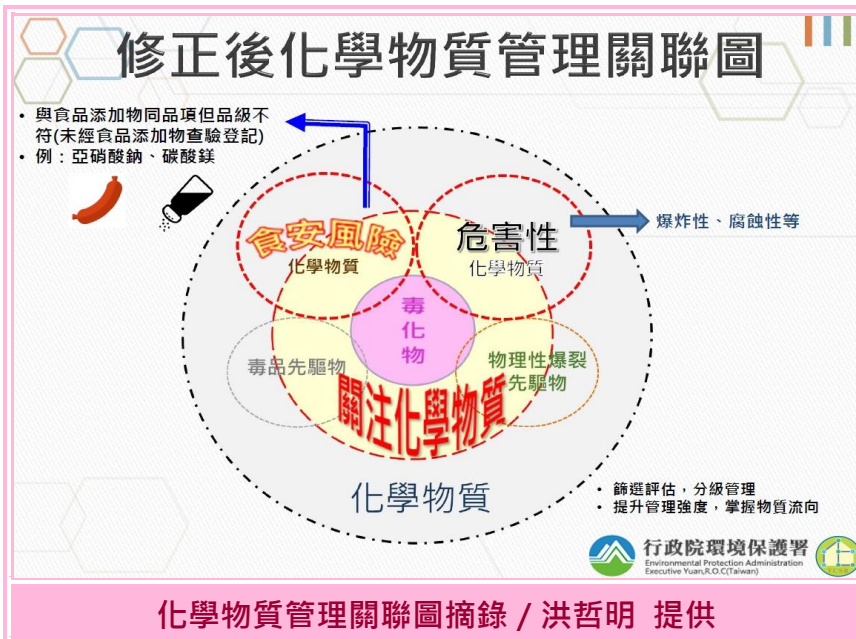 修正後化學物質管理關聯圖
• 與食品添加物同品項但品級不
符(未經食品添加物查驗登記)
• 例：亞硝酸鈉、碳酸鎂
食安風險
化學物質
危害性
化學物質
爆炸性、腐蝕性等
毒
化
物
毒品先驅物
物理性爆裂
先驅物
關注化學物質
化學物質
• 篩選評估，分級管理
• 提升管理強度，掌握物質流向
行政院環境保護署
Environmental Protection Administration
Executive Yuan,R.O.C(Taiwan)
化學物質管理關聯圖摘錄 / 洪哲明 提供